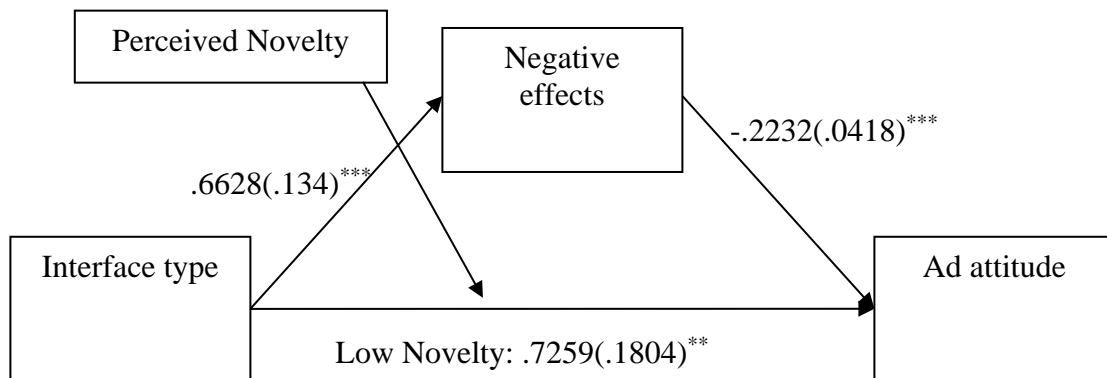 Perceived Novelty
Negative
effects
-.2232(.0418)***
.6628(.134)***
Interface type
Ad attitude
Low Novelty: .7259(.1804)**